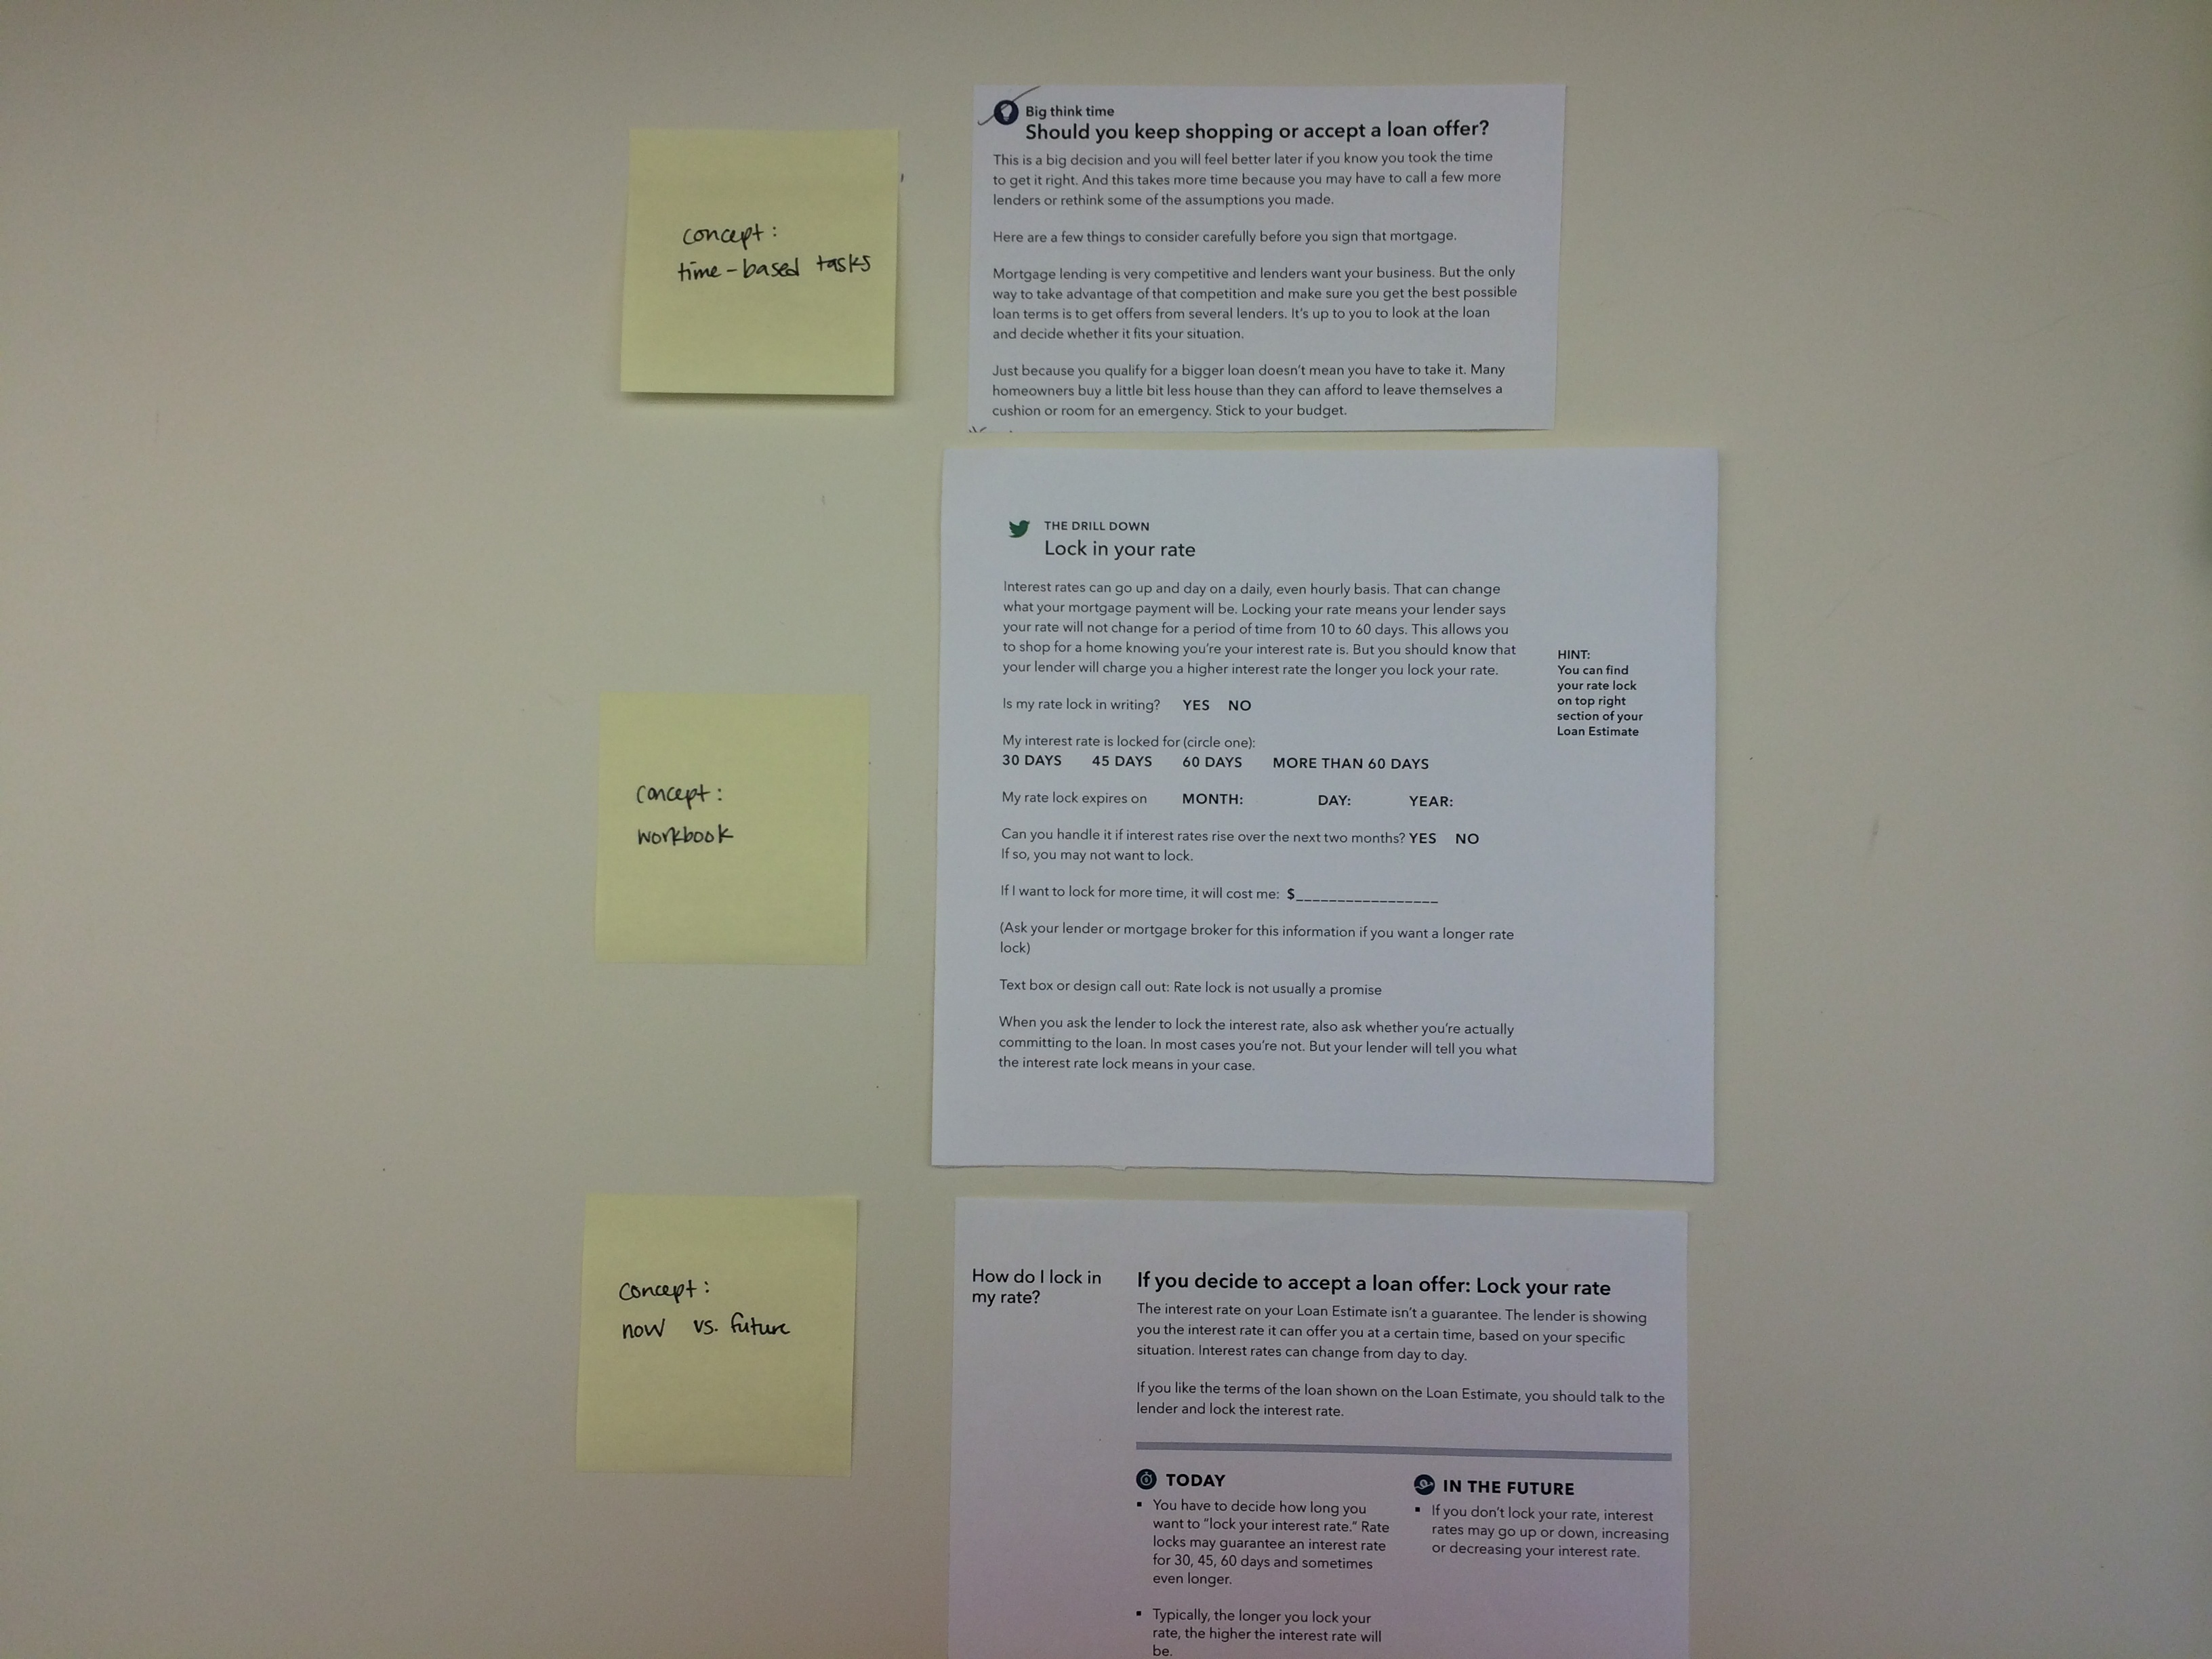 concept:
time-based tasks
Big think time
Should you keep shopping or accept a loan offer?
This is a big decision and you will feel better later if you know you took the time
to get it right. And this takes more time because you may have to call a few more
lenders or rethink some of the assumptions you made.
Here are a few things to consider carefully before you sign that mortgage.
Mortgage lending is very competitive and lenders want your business. But the only
way to take advantage of that competition and make sure you get the best possible
loan terms is to get offers from several lenders. It's up to you to look at the loan
and decide whether it fits your situation.
Just because you qualify for a bigger loan doesn't mean you have to take it. Many
homeowners buy a little bit less house than they can afford to leave themselves a
cushion or room for an emergency. Stick to your budget.
concept:
workbook
THE DRILL DOWN
Lock in your rate
Interest rates can go up and day on a daily, even hourly basis. That can change
what your mortgage payment will be. Locking your rate means your lender says
your rate will not change for a period of time from 10 to 60 days. This allows you
to shop for a home knowing you're your interest rate is. But you should know that
your lender will charge you a higher interest rate the longer you lock your rate.
Is my rate lock in writing? YES NO
My interest rate is locked for (circle one):
30 DAYS 45 DAYS 60 DAYS MORE THAN 60 DAYS
My rate lock expires on MONTH: DAY: YEAR:
Can you handle it if interest rates rise over the next two months? YES NO
If so, you may not want to lock.
If I want to lock for more time, it will cost me: $_________________
(Ask your lender or mortgage broker for this information if you want a longer rate
lock)
Text box or design call out: Rate lock is not usually a promise
When you ask the lender to lock the interest rate, also ask whether you're actually
committing to the loan. In most cases you're not. But your lender will tell you what
the interest rate lock means in your case.
HINT:
You can find
your rate lock
on top right
section of your
Loan Estimate
concept:
now vs. future
How do I lock in
my rate?
If you decide to accept a loan offer: Lock your rate
The interest rate on your Loan Estimate isn't a guarantee. The lender is showing
you the interest rate it can offer you at a certain time, based on your specific
situation. Interest rates can change from day to day.
If you like the terms of the loan shown on the Loan Estimate, you should talk to the
lender and lock the interest rate.
TODAY
▪ You have to decide how long you
want to "lock your interest rate." Rate
locks may guarantee an interest rate
for 30, 45, 60 days and sometimes
even longer.
▪ Typically, the longer you lock your
rate, the higher the interest rate will
be.
IN THE FUTURE
▪ If you don't lock your rate, interest
rates may go up or down, increasing
or decreasing your interest rate.